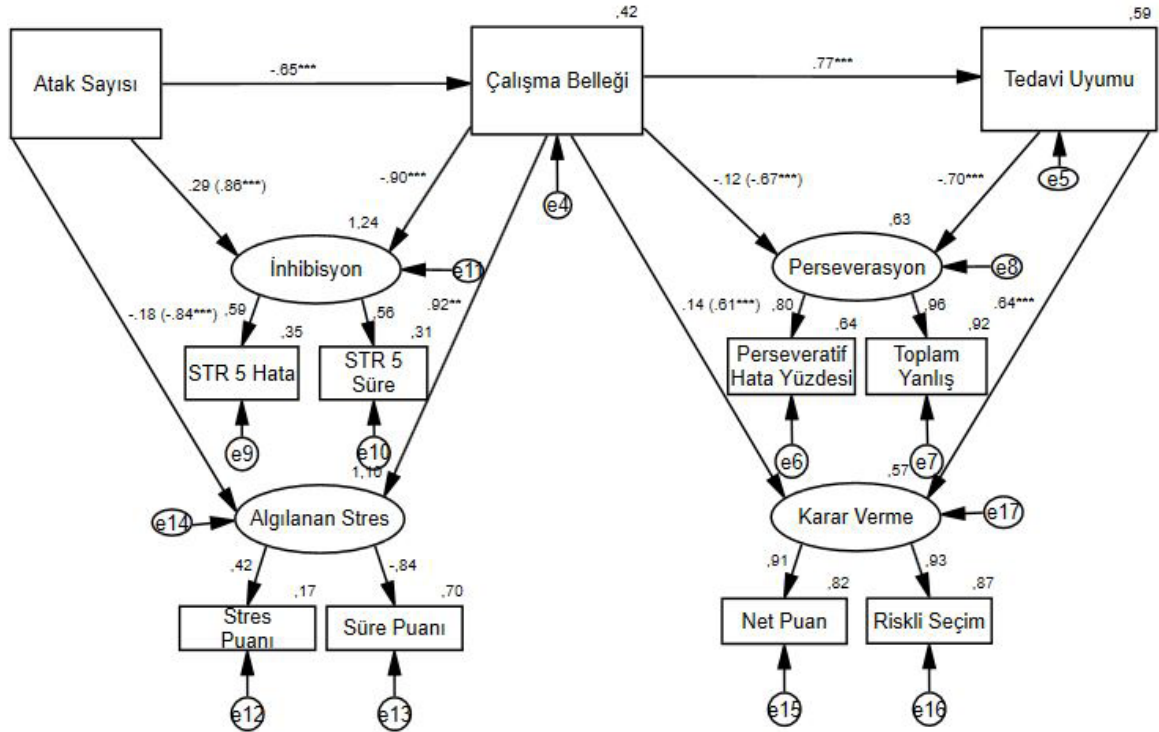 ,42
,59
Atak Sayısı
-.65***
Çalışma Belleği
.77***
Tedavi Uyumu
.29 (.86***)
-.90***
e4
-.12 (-.67***)
-.70***
e5
1,24
,63
İnhibisyon
e11
Perseverasyon
e8
-.18 (-.84***)
,59
,56
.92**
.14 (.61***)
,80
,96
.64***
,35
,31
,64
,92
STR 5 Hata
STR 5
Süre
Perseveratif
Hata Yüzdesi
Toplam
Yanlış
e9
e10
e6
e7
1,10
,57
e14
Algılanan Stres
Karar Verme
e17
,42
-,84
,91
,93
,17
,70
,82
,87
Stres
Puanı
Süre Puanı
Net Puan
Riskli Seçim
e12
e13
e15
e16